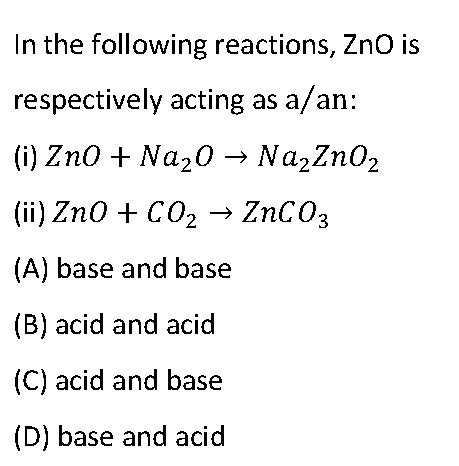 In the following reactions, ZnO is
respectively acting as a/an:
(i) ZnO + Na₂O → Na₂ZnO₂
(ii) ZnO + CO₂ → ZnCO₃
(A) base and base
(B) acid and acid
(C) acid and base
(D) base and acid